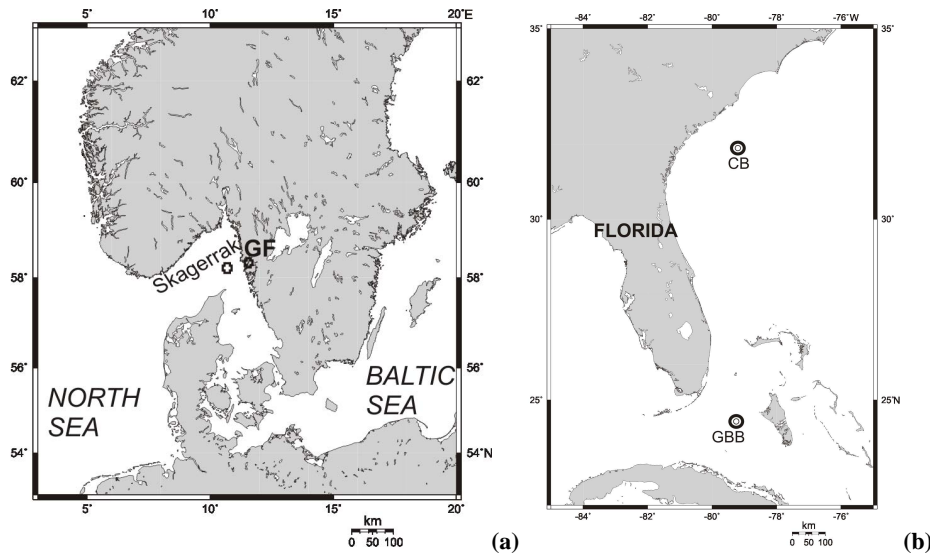 5˚
10˚
15˚
20˚E
62˚
62˚
60˚
60˚
GF
Skagerrak
58˚
58˚
56˚
56˚
BALTIC
SEA
NORTH
SEA
54˚
54˚N
5˚
10˚
15˚
20˚
km
0 50 100
(a)
-84˚
-82˚
-80˚
-78˚
-76˚W
35˚
35˚
CB
30˚
30˚
FLORIDA
25˚
25˚N
GBB
-84˚
-82˚
-80˚
-78˚
-76˚
km
0 50 100
(b)